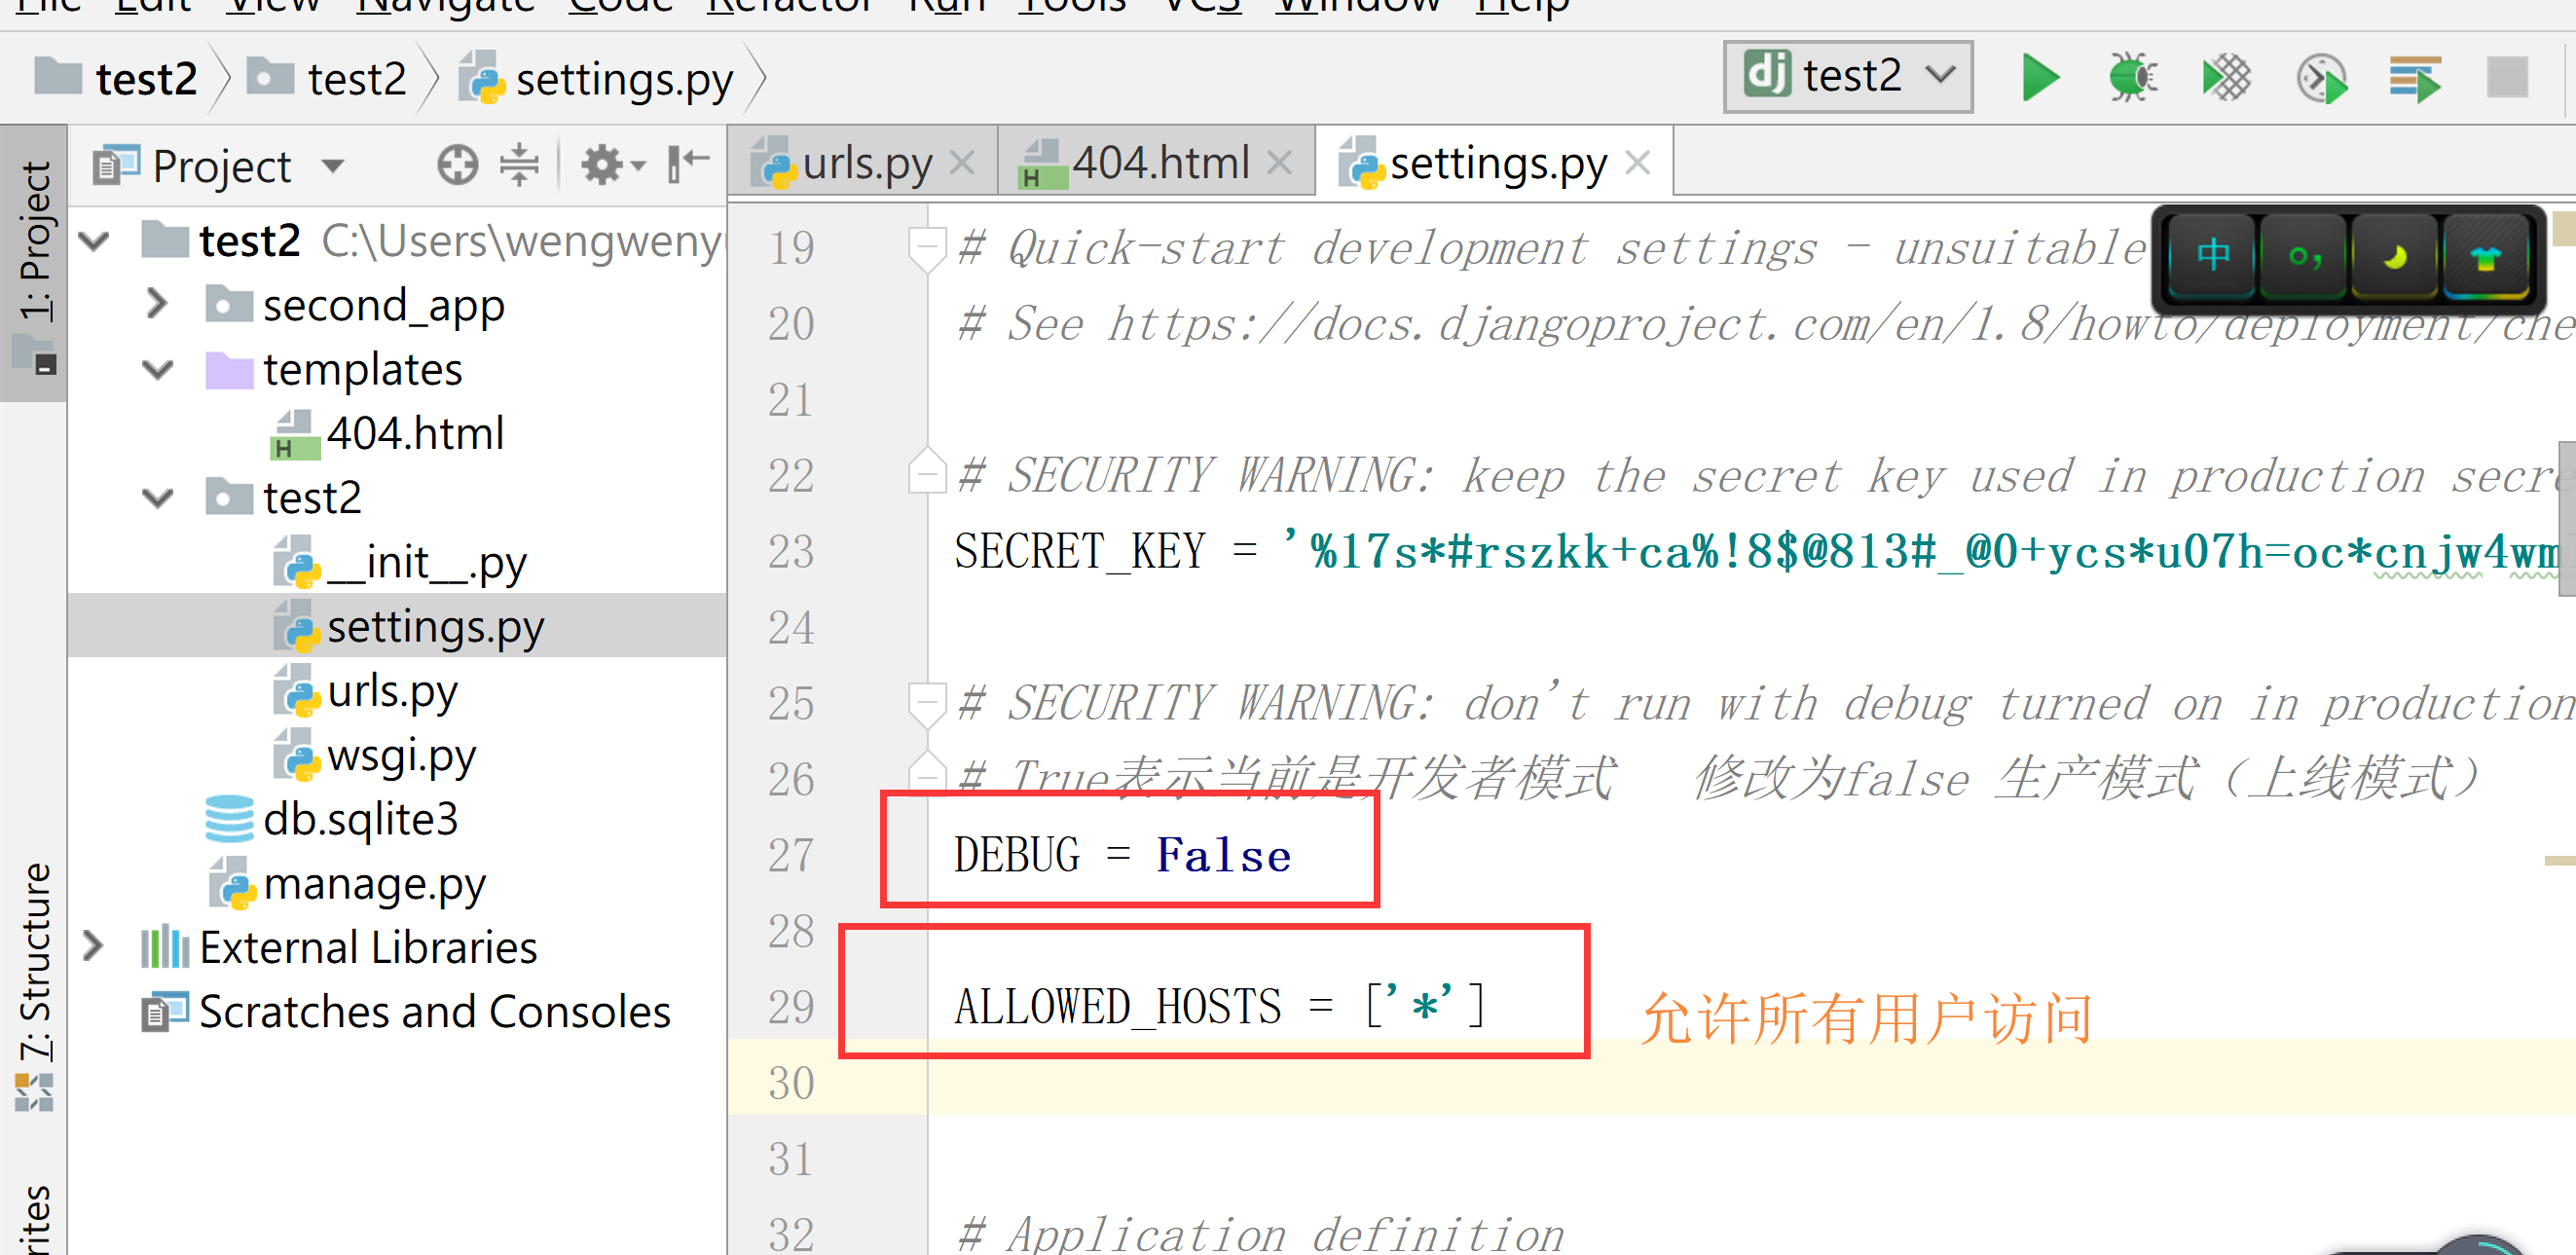 File Edit View Navigate Code Refactor Run Tools VCS Window Help
test2 test2 settings.py
dj test2
1: Project
Project
urls.py 404.html settings.py
test2 C:\Users\wengweny
second_app
templates
H 404.html
test2
__init__.py
settings.py
urls.py
wsgi.py
db.sqlite3
manage.py
External Libraries
Scratches and Consoles
7: Structure
rites
中 o,
19 # Quick-start development settings - unsuitable
20 # See https://docs.djangoproject.com/en/1.8/howto/deployment/che
21
22 # SECURITY WARNING: keep the secret key used in production secre
23 SECRET_KEY = '%17s*#rszkk+ca%!8$@813#_@0+ycs*u07h=oc*cnjw4wm
24
25 # SECURITY WARNING: don't run with debug turned on in production
26 # True表示当前是开发者模式 修改为false 生产模式（上线模式）
27 DEBUG = False
28
29 ALLOWED_HOSTS = ['*'] 允许所有用户访问
30
31
32 # Application definition